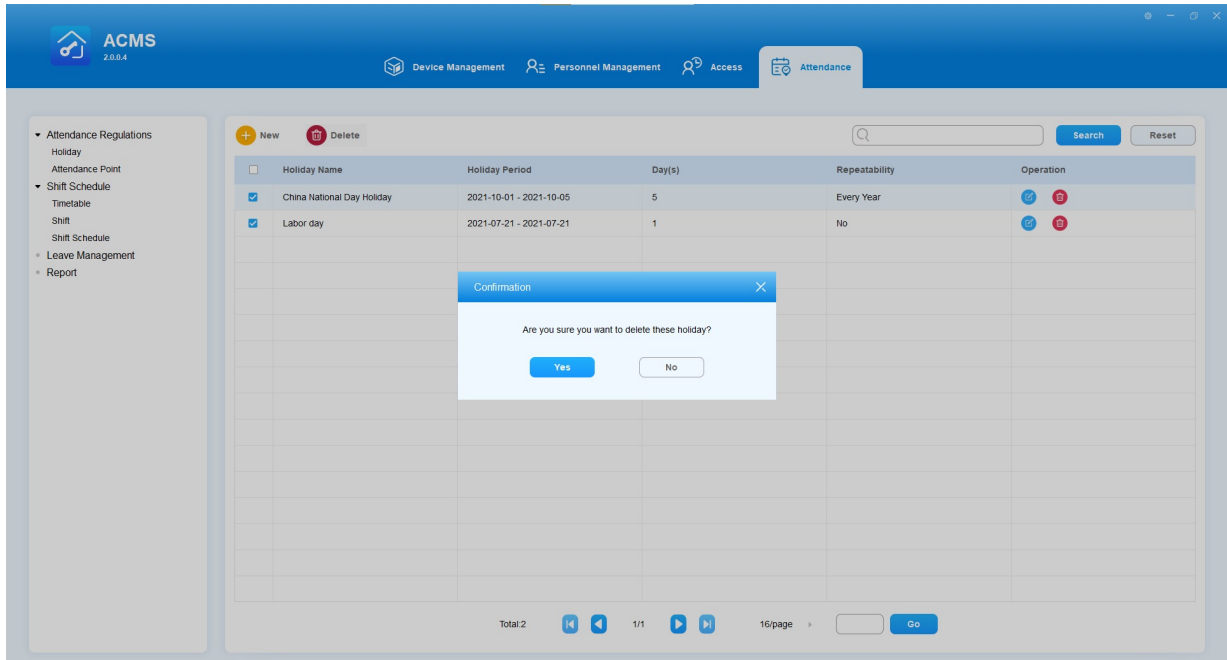 ACMS
2.0.0.4
Device Management Personnel Management Access Attendance
Attendance Regulations
Holiday
Attendance Point
Shift Schedule
Timetable
Shift
Shift Schedule
Leave Management
Report
New Delete Search Reset
Holiday Name Holiday Period Day(s) Repeatability Operation
China National Day Holiday 2021-10-01 - 2021-10-05 5 Every Year
Labor day 2021-07-21 - 2021-07-21 1 No
Confirmation
Are you sure you want to delete these holiday?
Yes No
Total:2 1/1 16/page Go